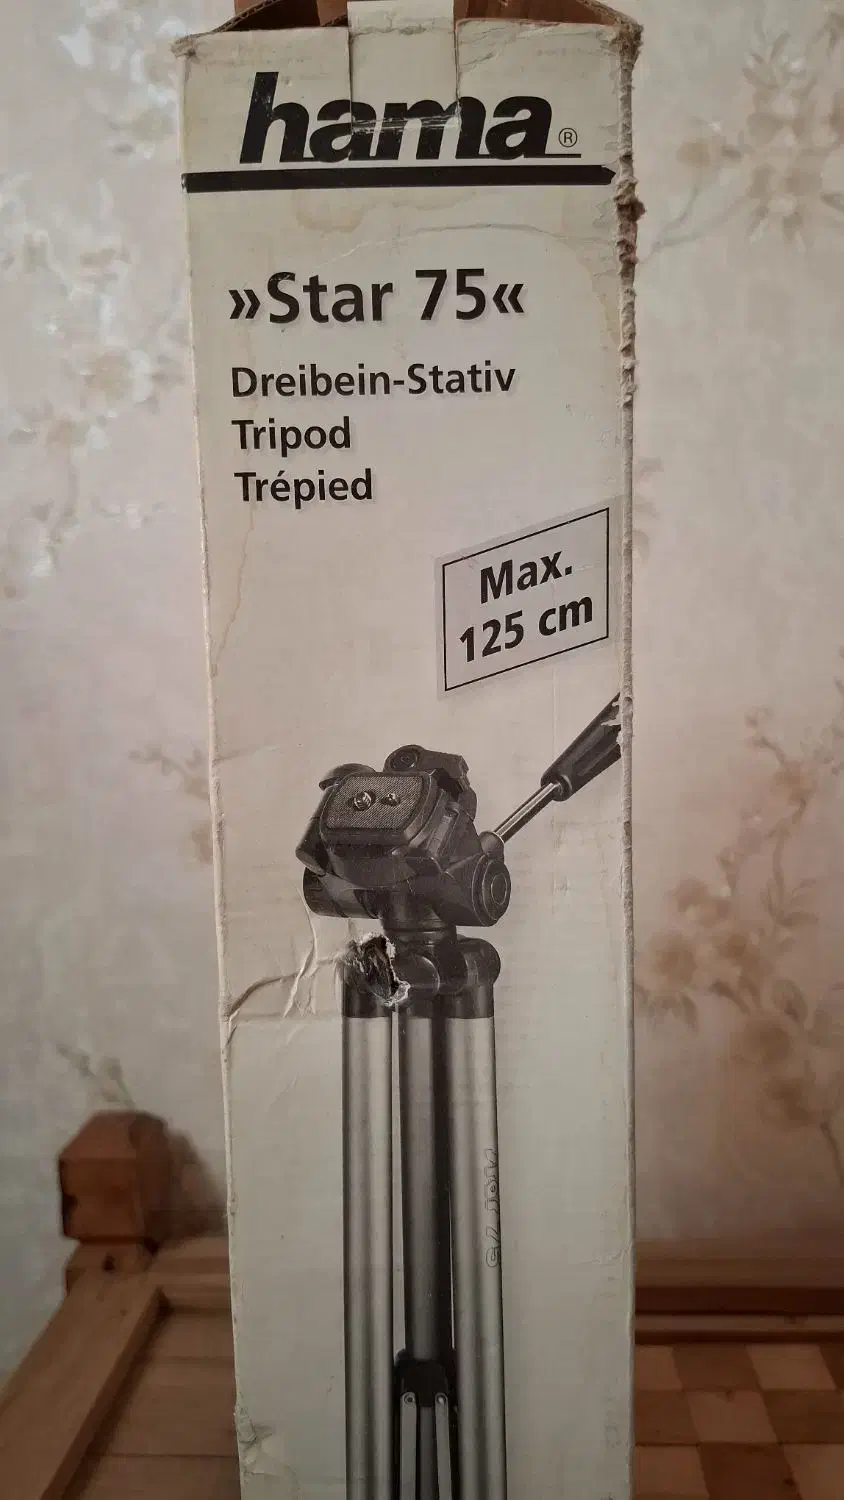 hama®
»Star 75«
Dreibein-Stativ
Tripod
Trépied
Max.
125 cm